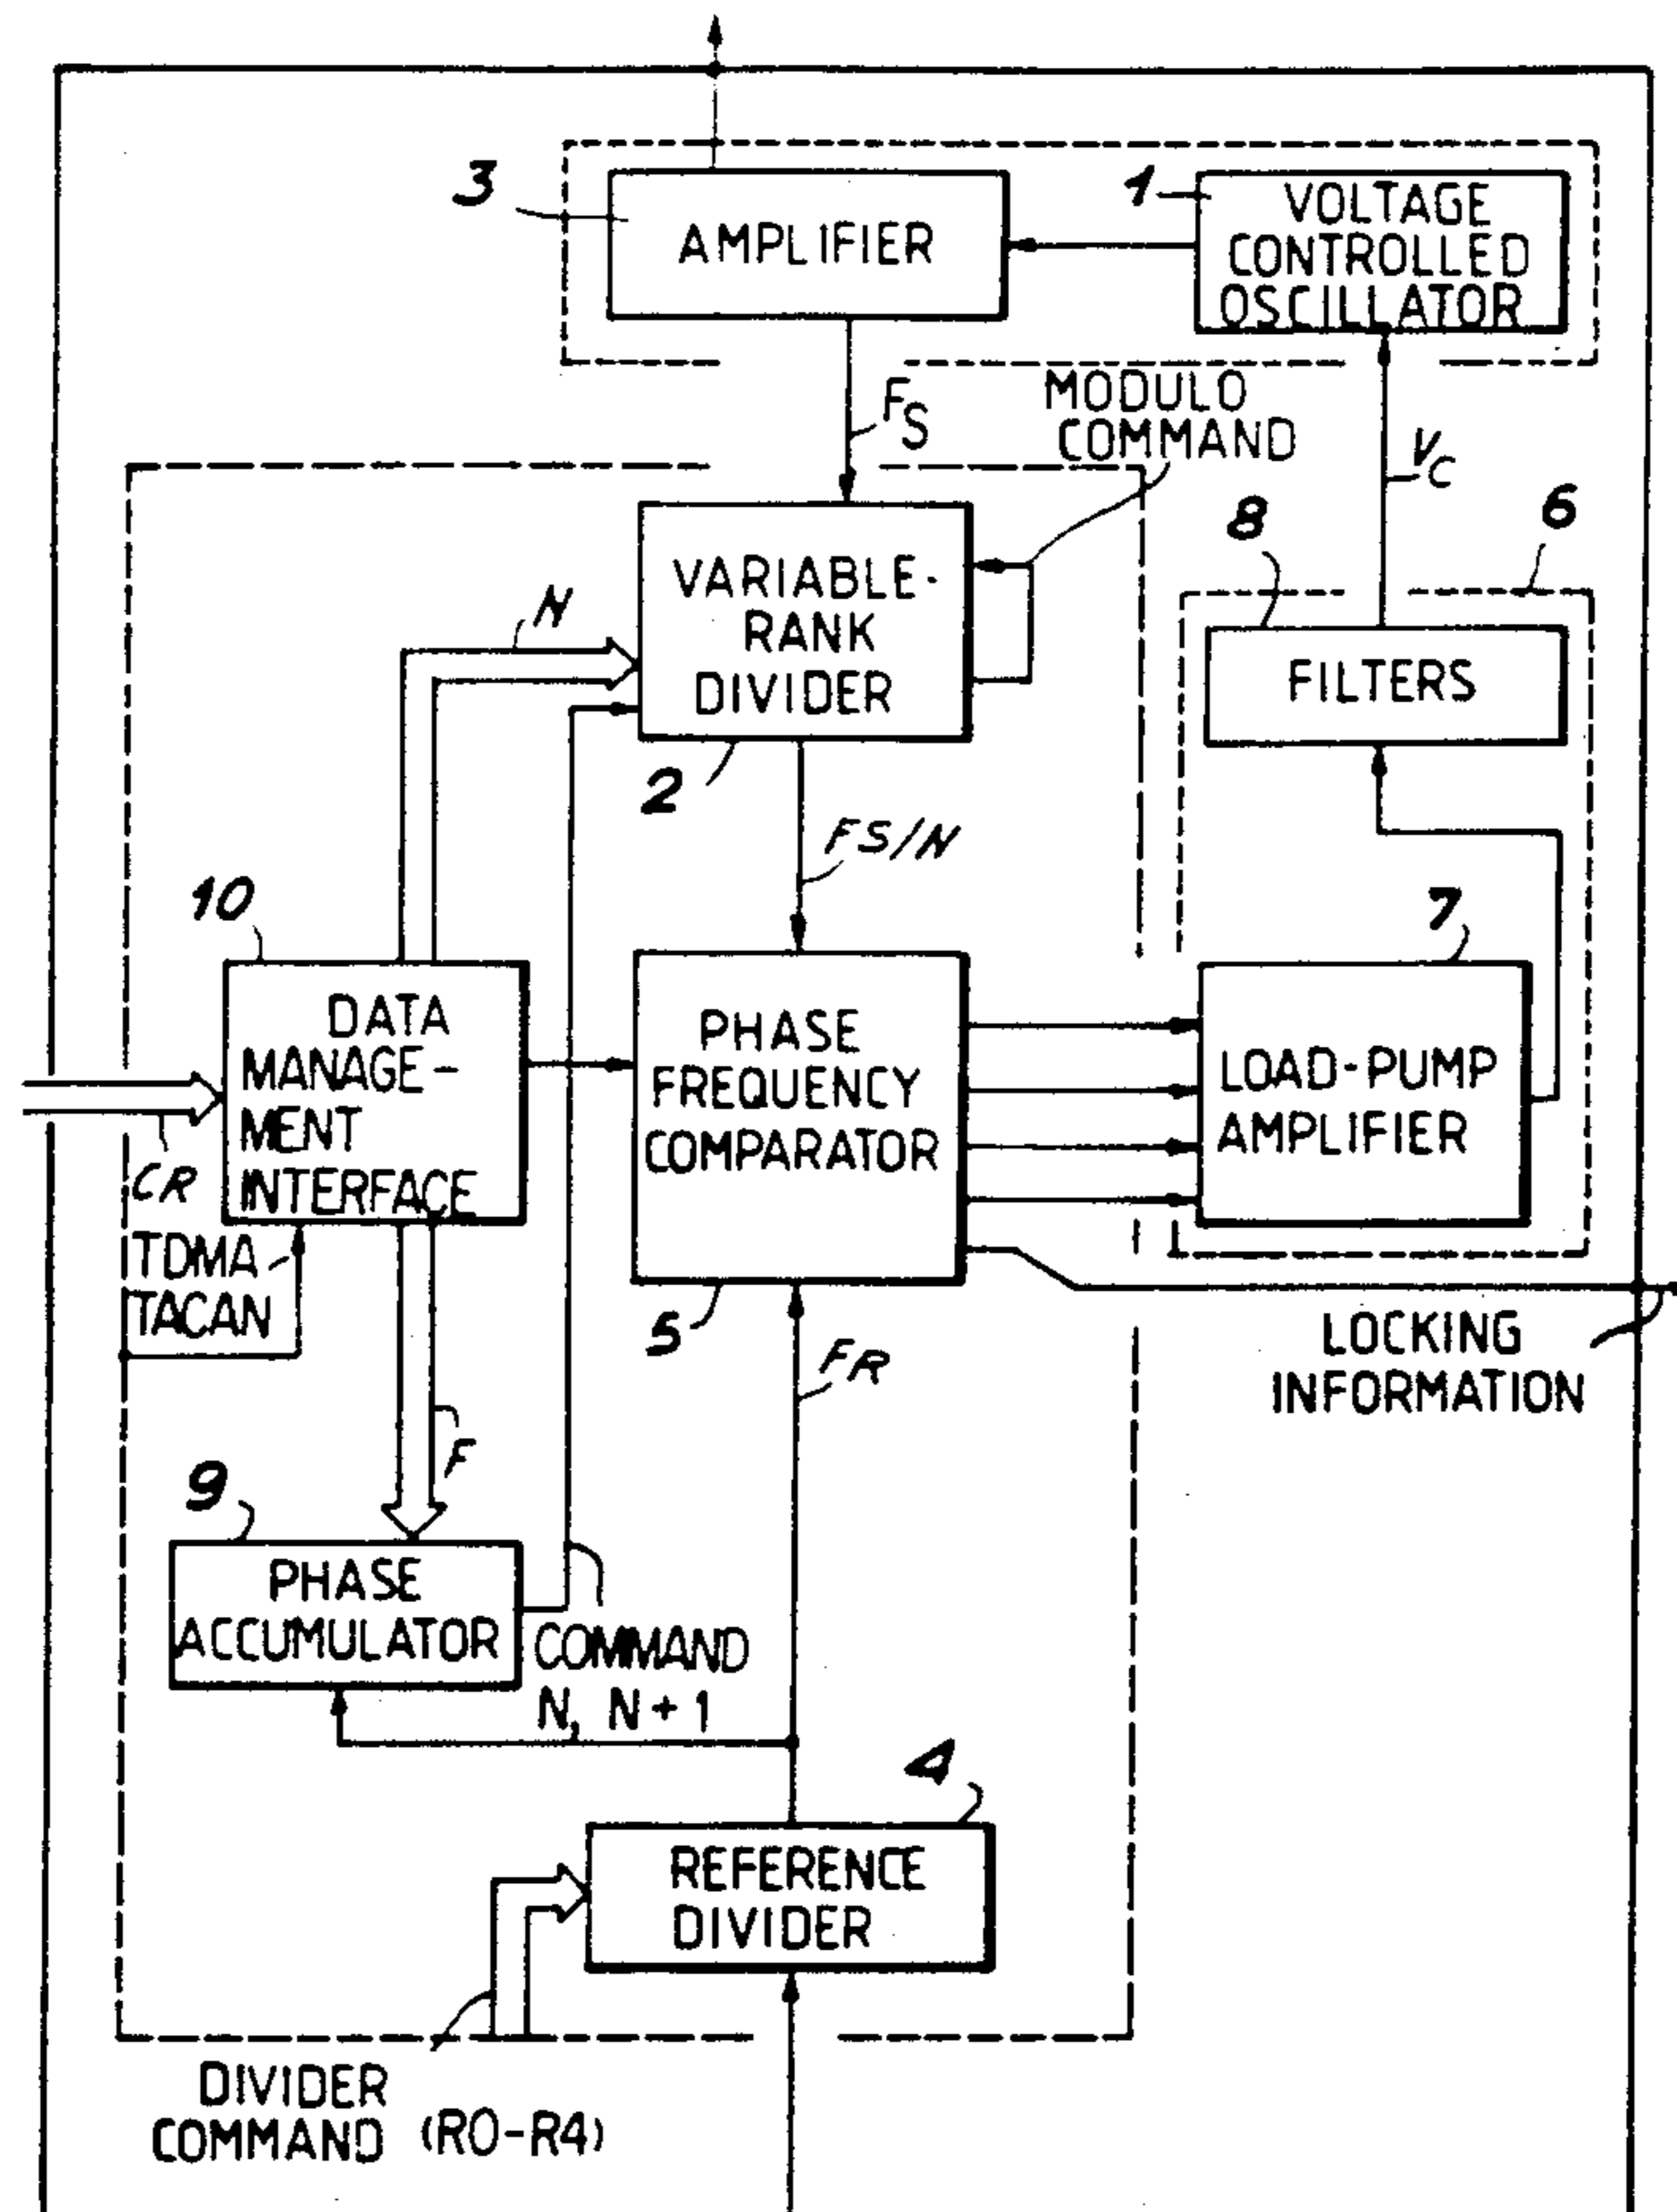 3
AMPLIFIER
1
VOLTAGE
CONTROLLED
OSCILLATOR
FS
MODULO
COMMAND
VC
8
6
N
VARIABLE-
RANK
DIVIDER
FILTERS
2
FS/N
10
7
DATA
MANAGE-
MENT
INTERFACE
PHASE
FREQUENCY
COMPARATOR
LOAD-PUMP
AMPLIFIER
CR
TDMA
TACAN
5
FR
LOCKING
INFORMATION
F
9
PHASE
ACCUMULATOR
COMMAND
N, N+1
4
REFERENCE
DIVIDER
DIVIDER
COMMAND (R0-R4)